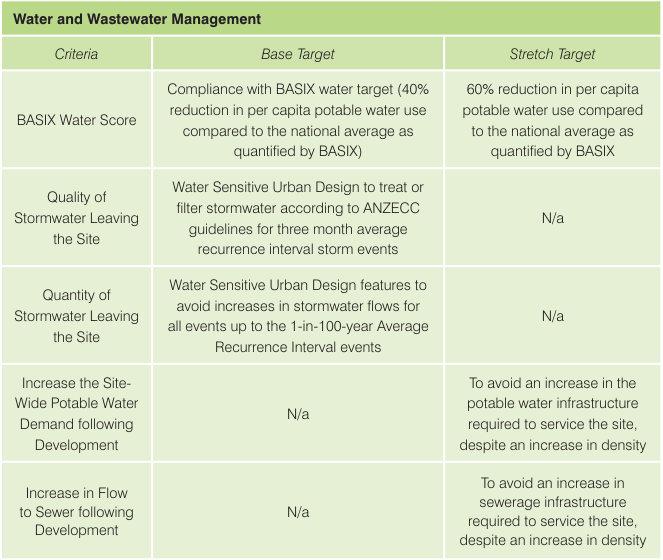 Water and Wastewater Management
Criteria
Base Target
Stretch Target
BASIX Water Score
Compliance with BASIX water target (40%
reduction in per capita potable water use
compared to the national average as
quantified by BASIX)
60% reduction in per capita
potable water use compared
to the national average as
quantified by BASIX
Quality of
Stormwater Leaving
the Site
Water Sensitive Urban Design to treat or
filter stormwater according to ANZECC
guidelines for three month average
recurrence interval storm events
N/a
Quantity of
Stormwater Leaving
the Site
Water Sensitive Urban Design features to
avoid increases in stormwater flows for
all events up to the 1-in-100-year Average
Recurrence Interval events
N/a
Increase the Site-
Wide Potable Water
Demand following
Development
N/a
To avoid an increase in the
potable water infrastructure
required to service the site,
despite an increase in density
Increase in Flow
to Sewer following
Development
N/a
To avoid an increase in
sewerage infrastructure
required to service the site,
despite an increase in density